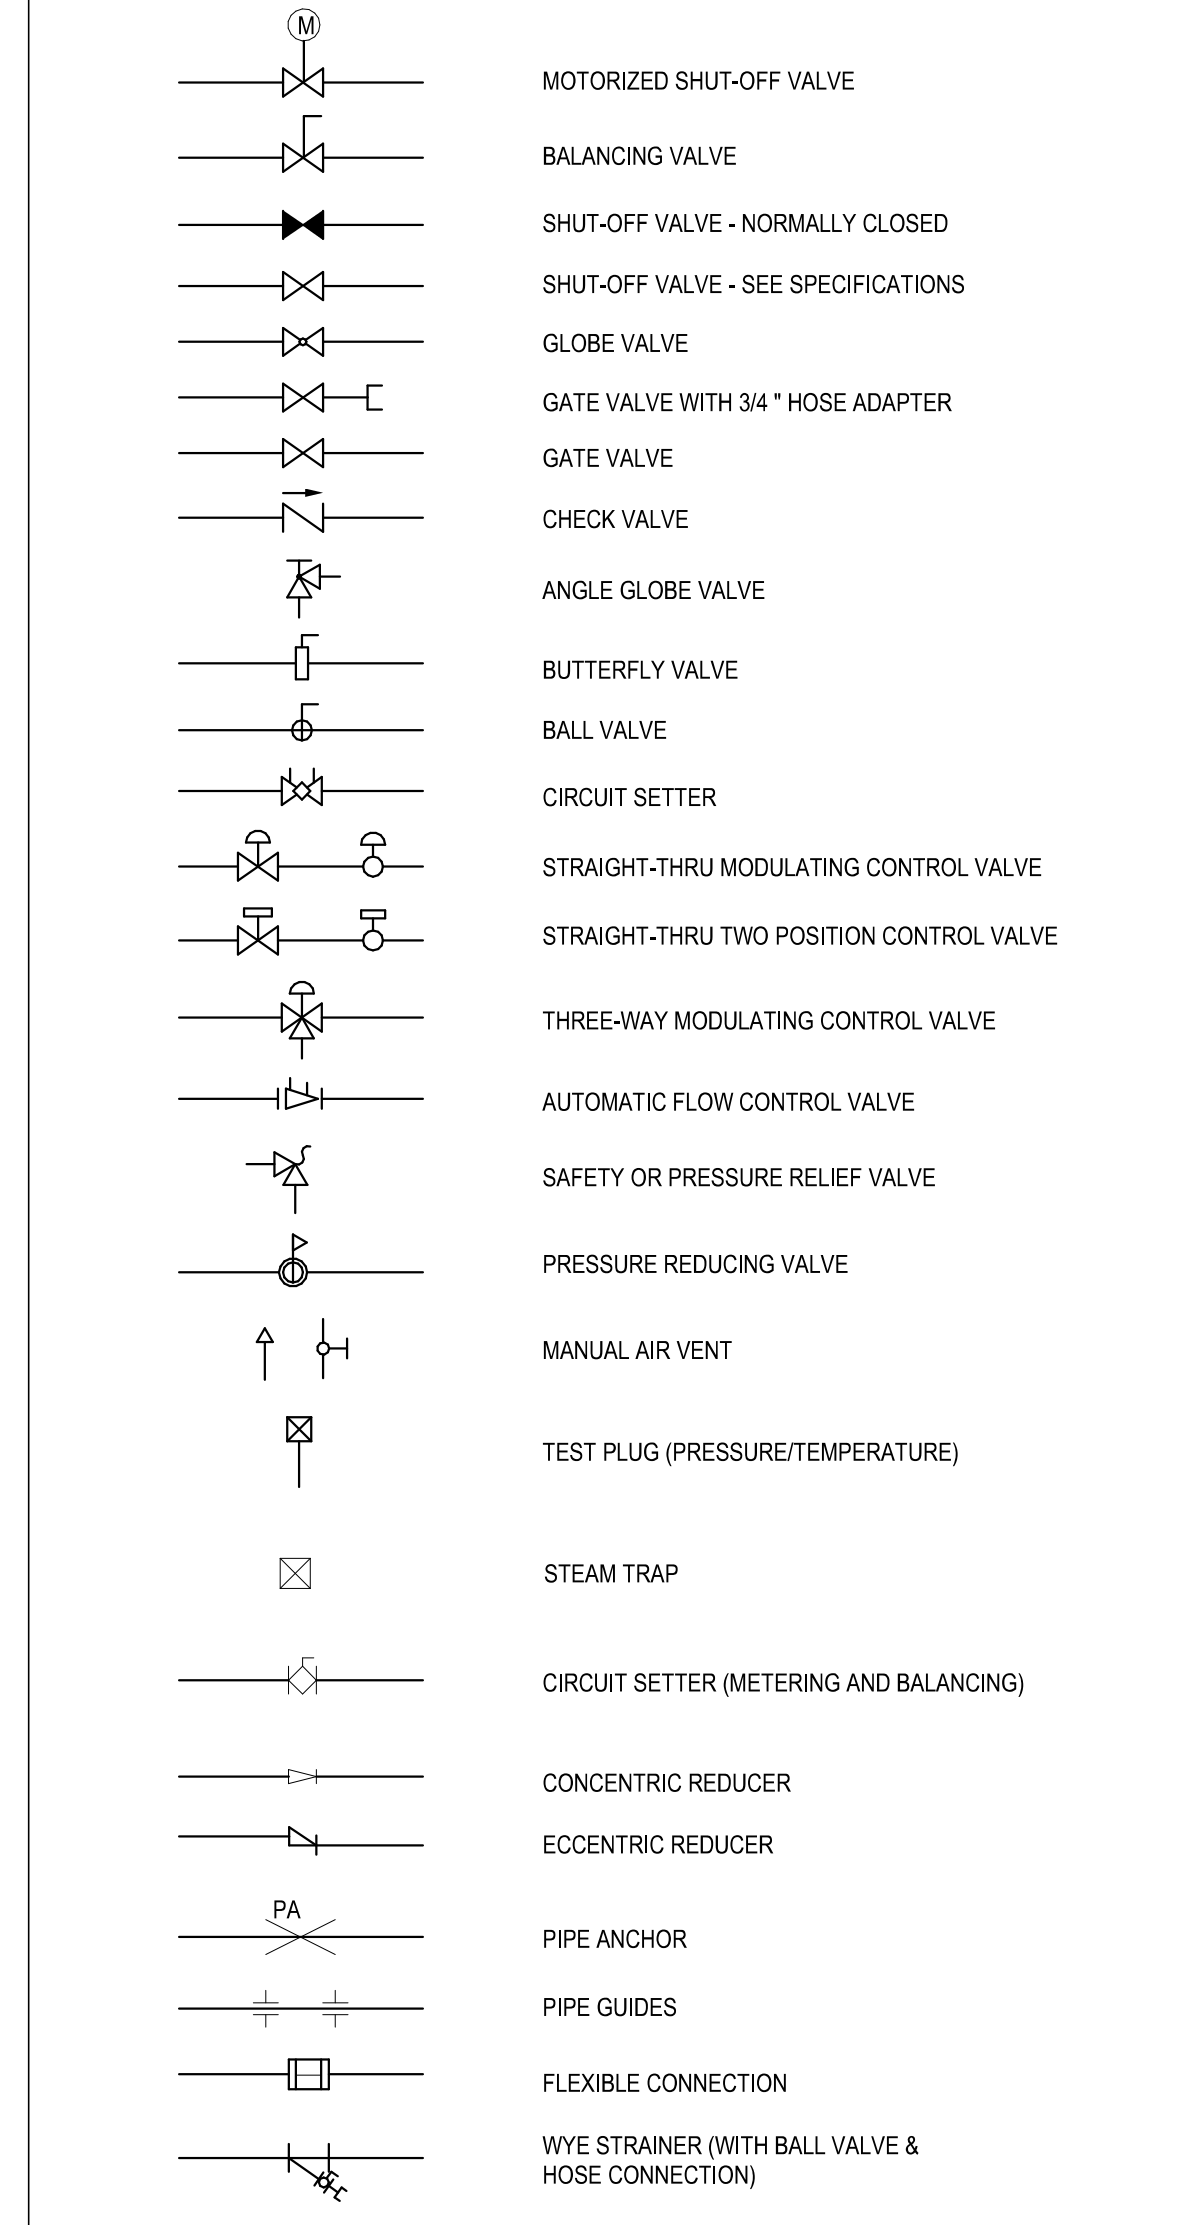 M
MOTORIZED SHUT-OFF VALVE
BALANCING VALVE
SHUT-OFF VALVE - NORMALLY CLOSED
SHUT-OFF VALVE - SEE SPECIFICATIONS
GLOBE VALVE
GATE VALVE WITH 3/4 " HOSE ADAPTER
GATE VALVE
CHECK VALVE
ANGLE GLOBE VALVE
BUTTERFLY VALVE
BALL VALVE
CIRCUIT SETTER
STRAIGHT-THRU MODULATING CONTROL VALVE
STRAIGHT-THRU TWO POSITION CONTROL VALVE
THREE-WAY MODULATING CONTROL VALVE
AUTOMATIC FLOW CONTROL VALVE
SAFETY OR PRESSURE RELIEF VALVE
PRESSURE REDUCING VALVE
MANUAL AIR VENT
TEST PLUG (PRESSURE/TEMPERATURE)
STEAM TRAP
CIRCUIT SETTER (METERING AND BALANCING)
CONCENTRIC REDUCER
ECCENTRIC REDUCER
PA
PIPE ANCHOR
PIPE GUIDES
FLEXIBLE CONNECTION
WYE STRAINER (WITH BALL VALVE &
HOSE CONNECTION)